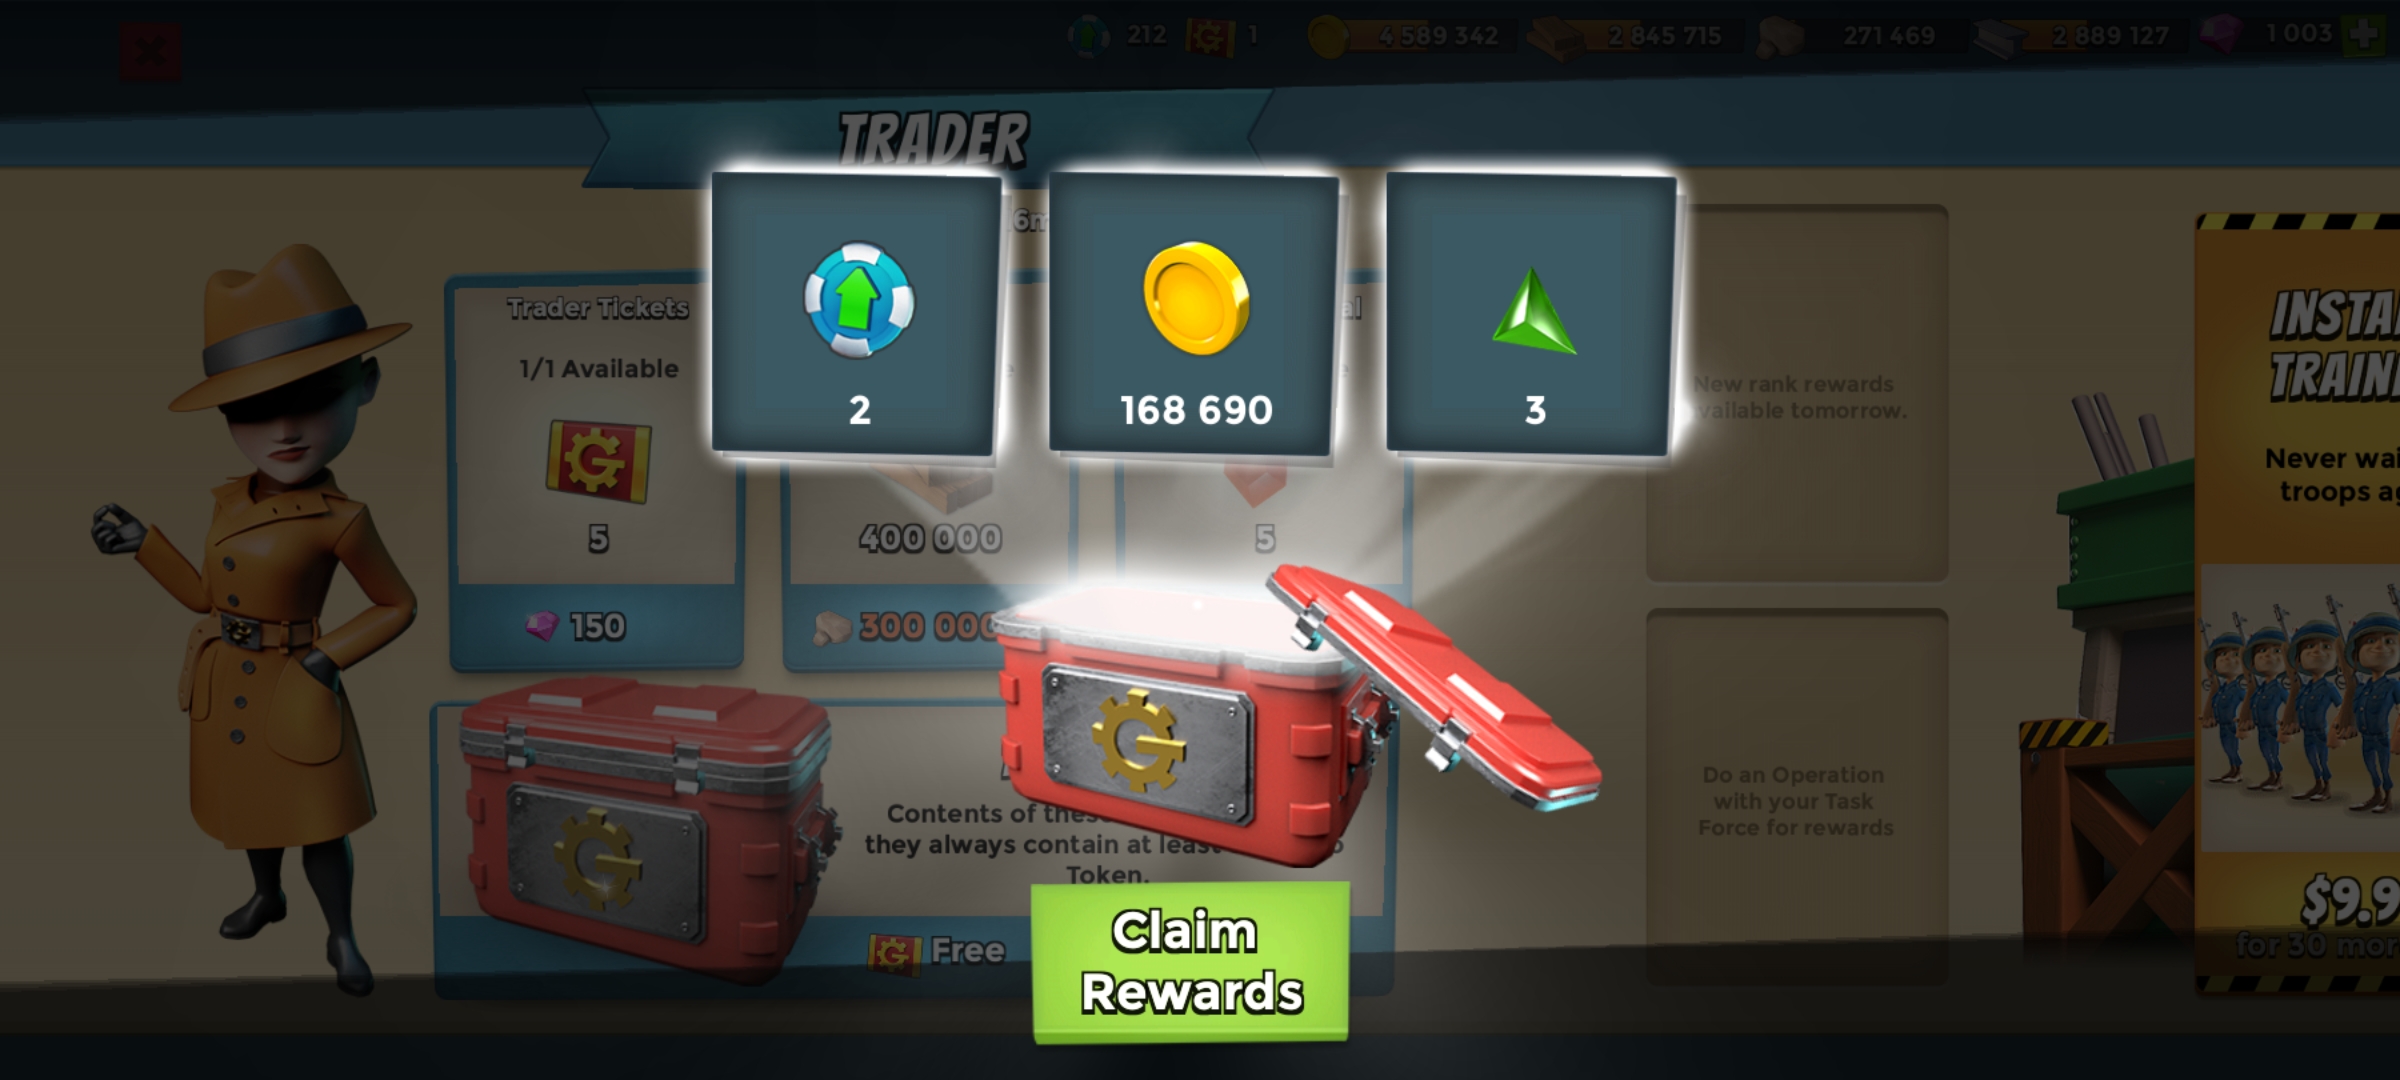 212 1 4 589 342 2 845 715 271 469 2 889 127 1 003
TRADER
6m
Trader Tickets
1/1 Available
5
150
400 000
300 000
5
2
168 690
3
New rank rewards
available tomorrow.
Do an Operation
with your Task
Force for rewards
Contents of these
they always contain at least
Token.
Free
Claim
Rewards
INSTA
TRAIN
Never wai
troops ag
$9.9
for 30 mor